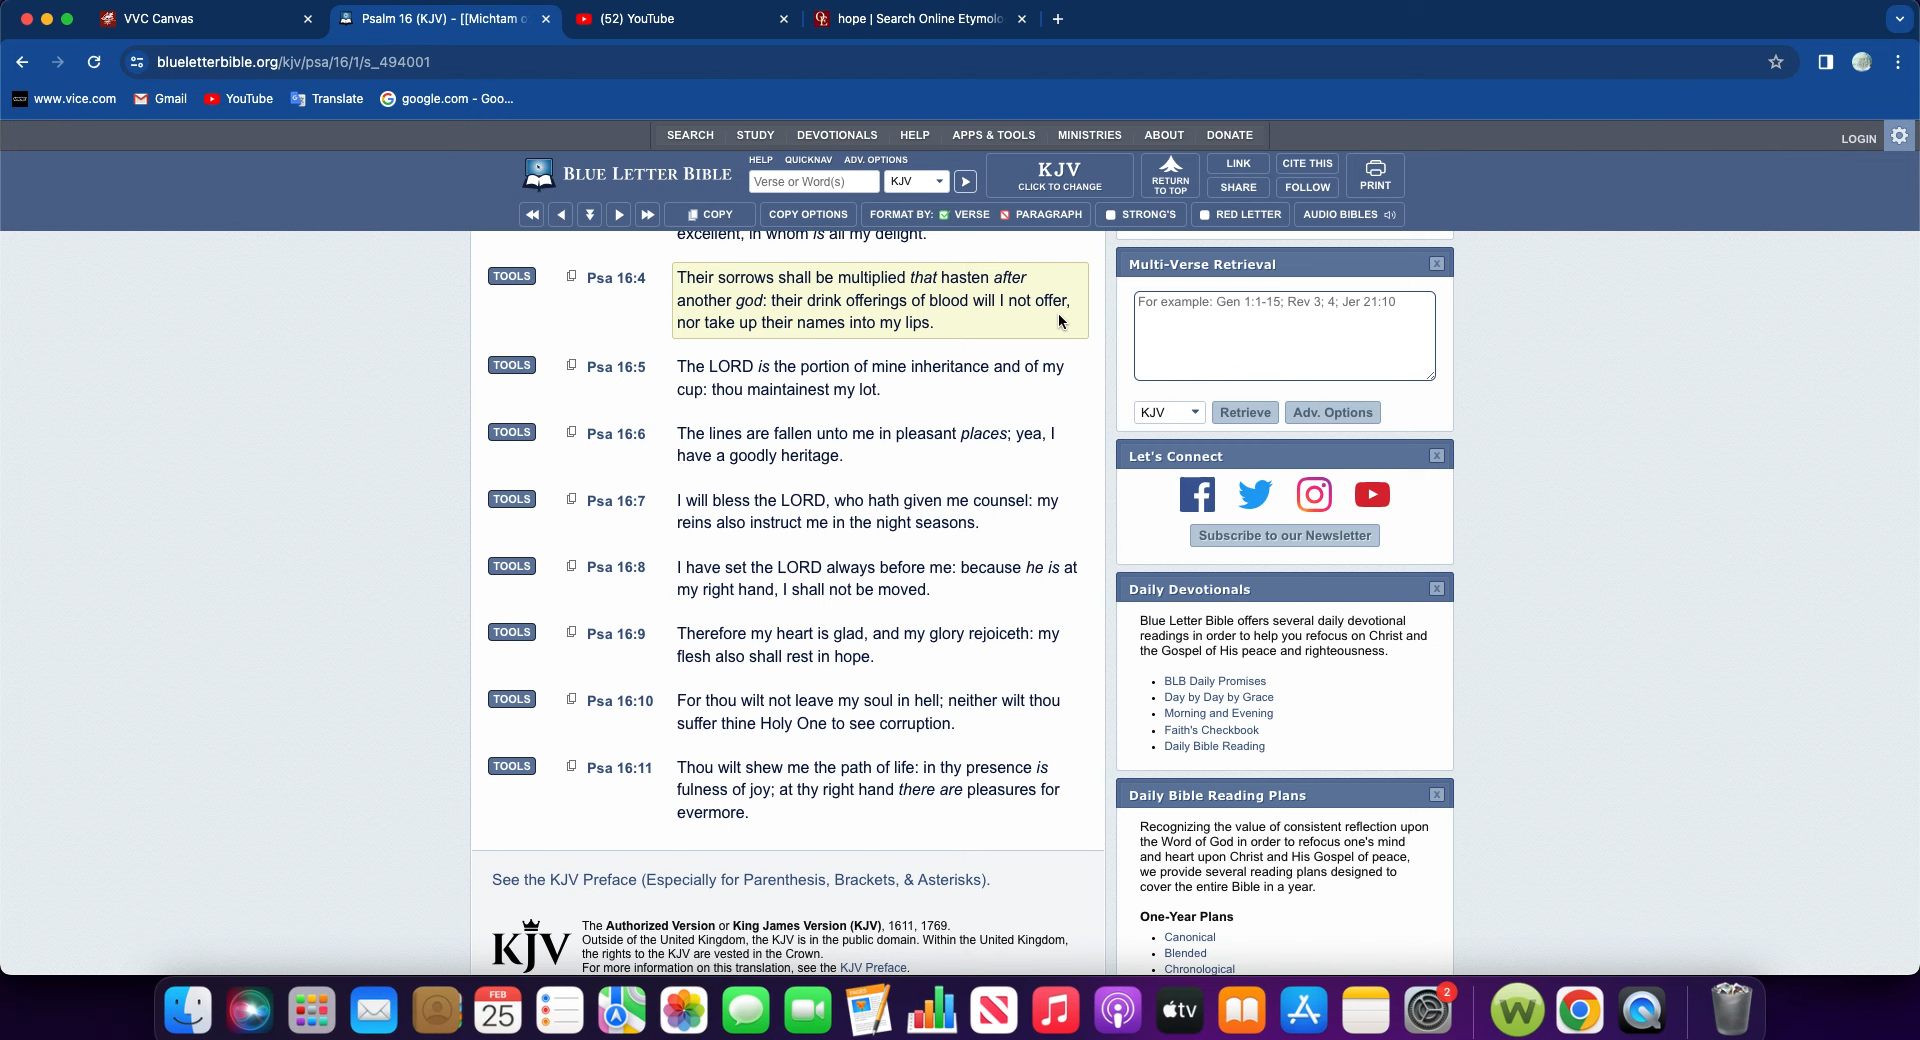 VVC Canvas
Psalm 16 (KJV) - [[Michtam o
(52) YouTube
hope | Search Online Etymolo
blueletterbible.org/kjv/psa/16/1/s_494001
www.vice.com
Gmail
YouTube
Translate
google.com - Goo...
SEARCH
STUDY
DEVOTIONALS
HELP
APPS & TOOLS
MINISTRIES
ABOUT
DONATE
LOGIN
BLUE LETTER BIBLE
HELP
QUICKNAV
ADV. OPTIONS
Verse or Word(s)
KJV
KJV
CLICK TO CHANGE
RETURN
TO TOP
LINK
CITE THIS
SHARE
FOLLOW
PRINT
COPY
COPY OPTIONS
FORMAT BY: VERSE PARAGRAPH
STRONG'S
RED LETTER
AUDIO BIBLES
excellent, in whom is all my delight.
TOOLS
Psa 16:4
Their sorrows shall be multiplied that hasten after
another god: their drink offerings of blood will I not offer,
nor take up their names into my lips.
TOOLS
Psa 16:5
The LORD is the portion of mine inheritance and of my
cup: thou maintainest my lot.
TOOLS
Psa 16:6
The lines are fallen unto me in pleasant places; yea, I
have a goodly heritage.
TOOLS
Psa 16:7
I will bless the LORD, who hath given me counsel: my
reins also instruct me in the night seasons.
TOOLS
Psa 16:8
I have set the LORD always before me: because he is at
my right hand, I shall not be moved.
TOOLS
Psa 16:9
Therefore my heart is glad, and my glory rejoiceth: my
flesh also shall rest in hope.
TOOLS
Psa 16:10
For thou wilt not leave my soul in hell; neither wilt thou
suffer thine Holy One to see corruption.
TOOLS
Psa 16:11
Thou wilt shew me the path of life: in thy presence is
fulness of joy; at thy right hand there are pleasures for
evermore.
See the KJV Preface (Especially for Parenthesis, Brackets, & Asterisks).
KJV
The Authorized Version or King James Version (KJV), 1611, 1769.
Outside of the United Kingdom, the KJV is in the public domain. Within the United Kingdom,
the rights to the KJV are vested in the Crown.
For more information on this translation, see the KJV Preface.
Multi-Verse Retrieval
x
For example: Gen 1:1-15; Rev 3; 4; Jer 21:10
KJV
Retrieve
Adv. Options
Let's Connect
x
Subscribe to our Newsletter
Daily Devotionals
x
Blue Letter Bible offers several daily devotional
readings in order to help you refocus on Christ and
the Gospel of His peace and righteousness.
BLB Daily Promises
Day by Day by Grace
Morning and Evening
Faith's Checkbook
Daily Bible Reading
Daily Bible Reading Plans
x
Recognizing the value of consistent reflection upon
the Word of God in order to refocus one's mind
and heart upon Christ and His Gospel of peace,
we provide several reading plans designed to
cover the entire Bible in a year.
One-Year Plans
Canonical
Blended
Chronological
FEB
25
PAGES
tv
2
W